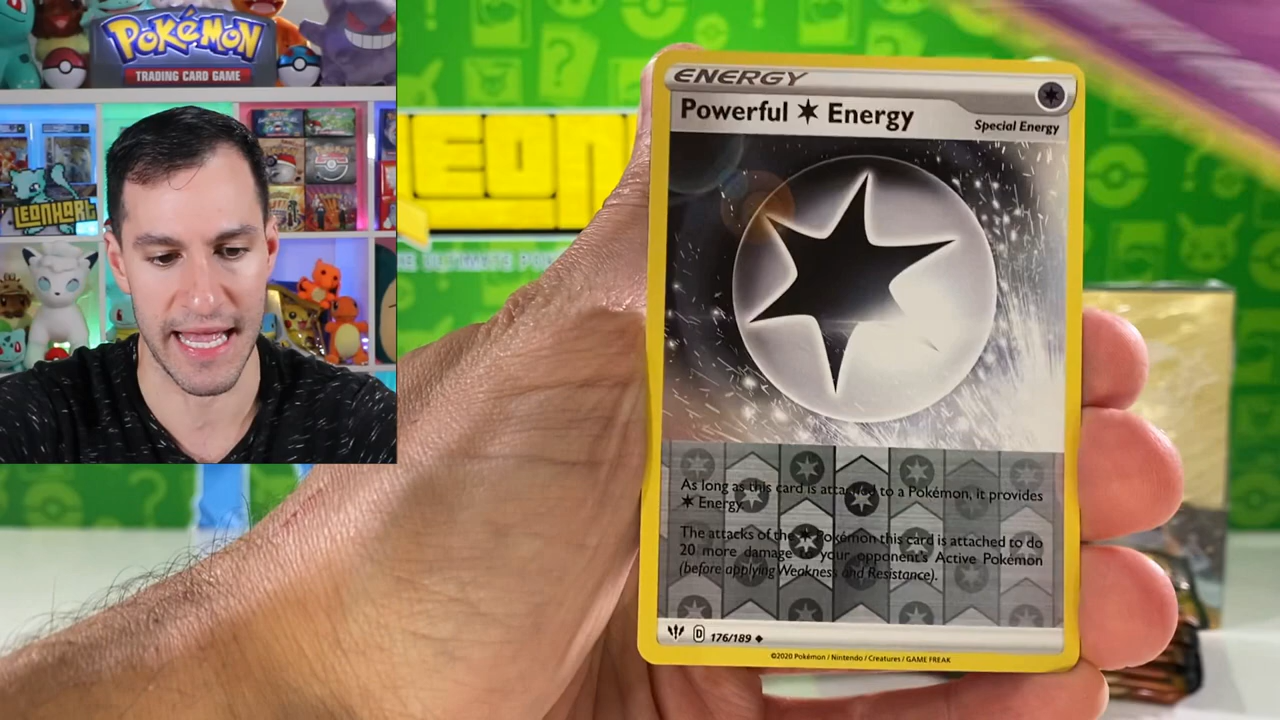 POKéMON
TRADING CARD GAME
LEONHART
LEON
ENERGY
Powerful Energy
Special Energy
As long as this card is attached to a Pokémon, it provides
Energy.
The attacks of the Pokémon this card is attached to do
20 more damage to your opponent's Active Pokémon
(before applying Weakness and Resistance).
D 176/189
©2020 Pokémon / Nintendo / Creatures / GAME FREAK